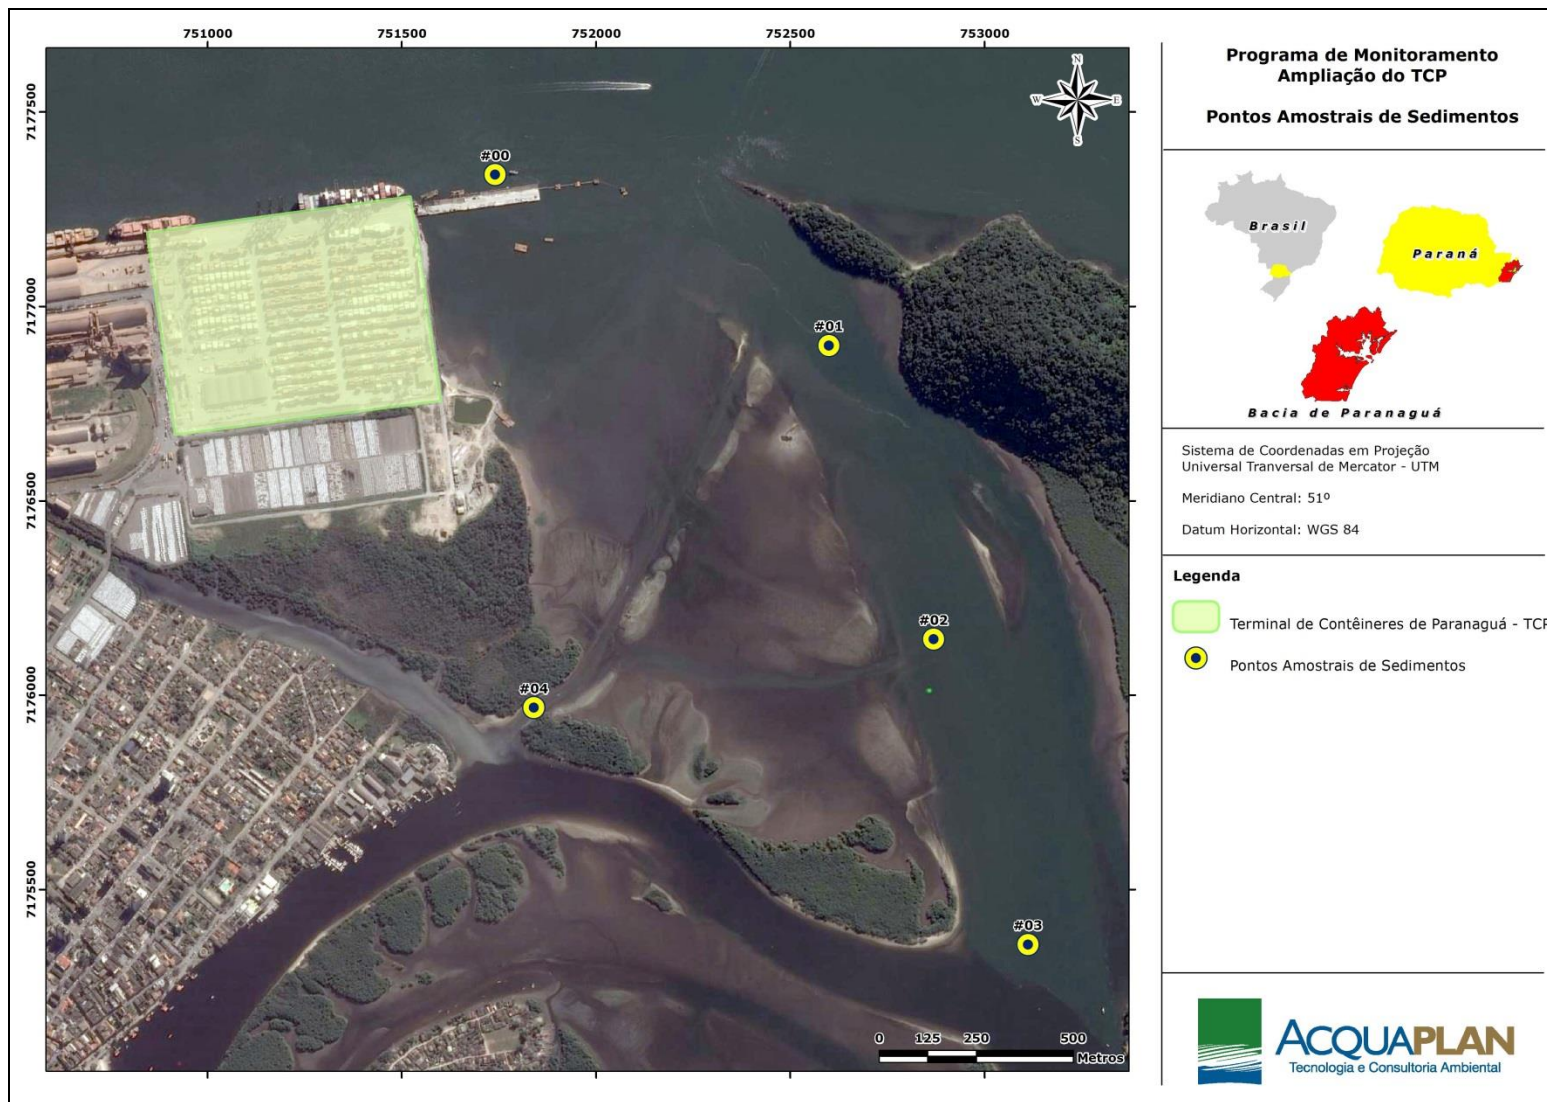 751000 751500 752000 752500 753000
7177500
7177000
7176500
7176000
7175500
N
W E
S
#00
#01
#02
#04
#03
0 125 250 500
Metros
Programa de Monitoramento
Ampliação do TCP
Pontos Amostrais de Sedimentos
Brasil
Paraná
Bacia de Paranaguá
Sistema de Coordenadas em Projeção
Universal Tranversal de Mercator - UTM
Meridiano Central: 51º
Datum Horizontal: WGS 84
Legenda
Terminal de Contêineres de Paranaguá - TCP
Pontos Amostrais de Sedimentos
ACQUAPLAN
Tecnologia e Consultoria Ambiental